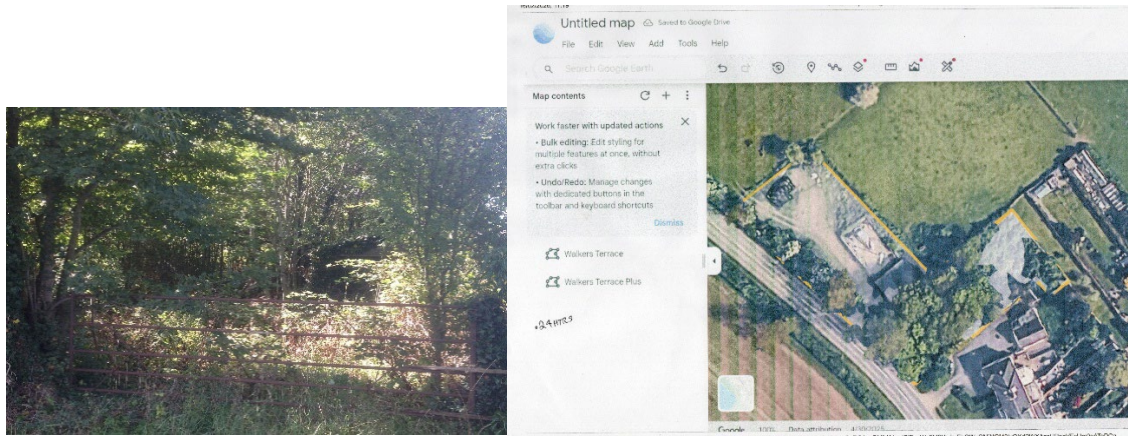 Untitled map Saved to Google Drive
File Edit View Add Tools Help
Search Google Earth
Map contents
Work faster with updated actions
• Bulk editing: Edit styling for
multiple features at once, without
extra clicks
• Undo/Redo: Manage changes
with dedicated buttons in the
toolbar and keyboard shortcuts
Dismiss
Walkers Terrace
Walkers Terrace Plus
Google 100% Data attribution